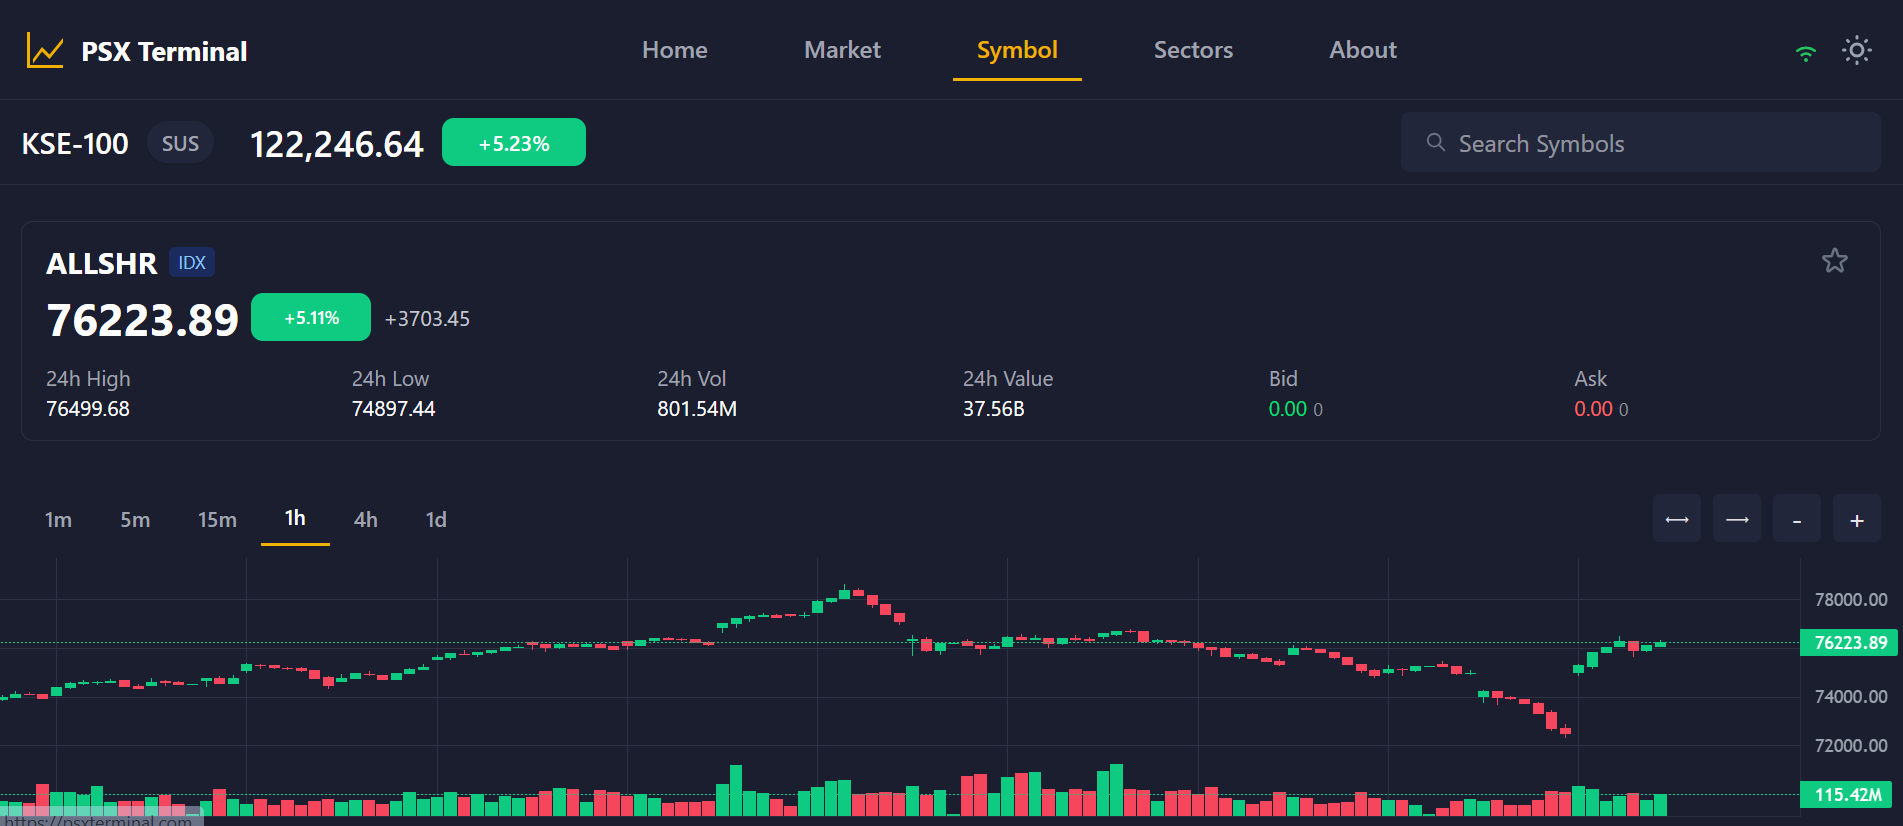 PSX Terminal
Home Market Symbol Sectors About
KSE-100 SUS 122,246.64 +5.23% Search Symbols
ALLSHR IDX
76223.89 +5.11% +3703.45
24h High 24h Low 24h Vol 24h Value Bid Ask
76499.68 74897.44 801.54M 37.56B 0.00 0 0.00 0
1m 5m 15m 1h 4h 1d - +
78000.00
76223.89
74000.00
72000.00
115.42M
https://psxterminal.com